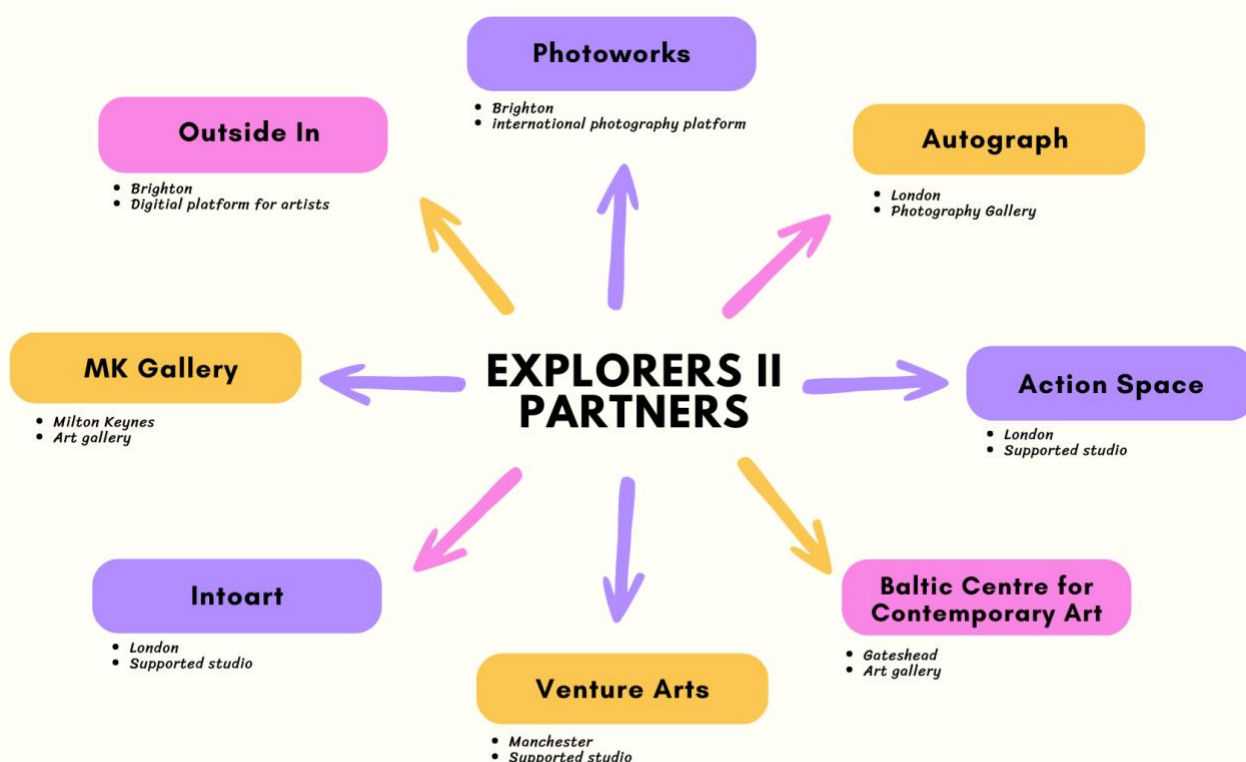 Photoworks
• Brighton
• international photography platform
Outside In
• Brighton
• Digitial platform for artists
Autograph
• London
• Photography Gallery
MK Gallery
• Milton Keynes
• Art gallery
EXPLORERS II
PARTNERS
Action Space
• London
• Supported studio
Intoart
• London
• Supported studio
Baltic Centre for
Contemporary Art
• Gateshead
• Art gallery
Venture Arts
• Manchester
• Supported studio